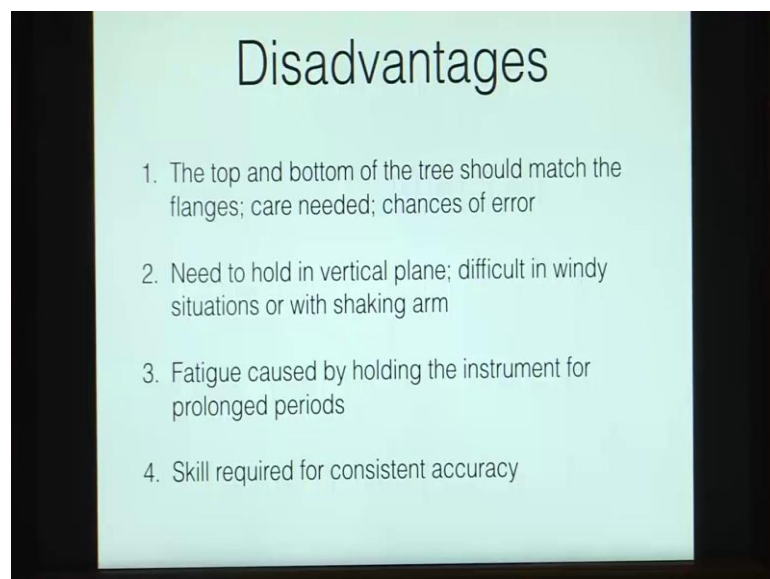 Disadvantages
1. The top and bottom of the tree should match the
flanges; care needed; chances of error
2. Need to hold in vertical plane; difficult in windy
situations or with shaking arm
3. Fatigue caused by holding the instrument for
prolonged periods
4. Skill required for consistent accuracy